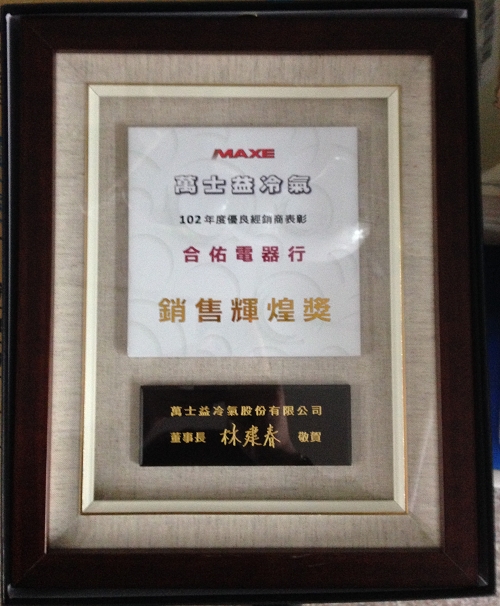 MAXE
萬士益冷氣
102年度優良經銷商表彰
合佑電器行
銷售輝煌獎
萬士益冷氣股份有限公司
董事長 林建春 敬賀